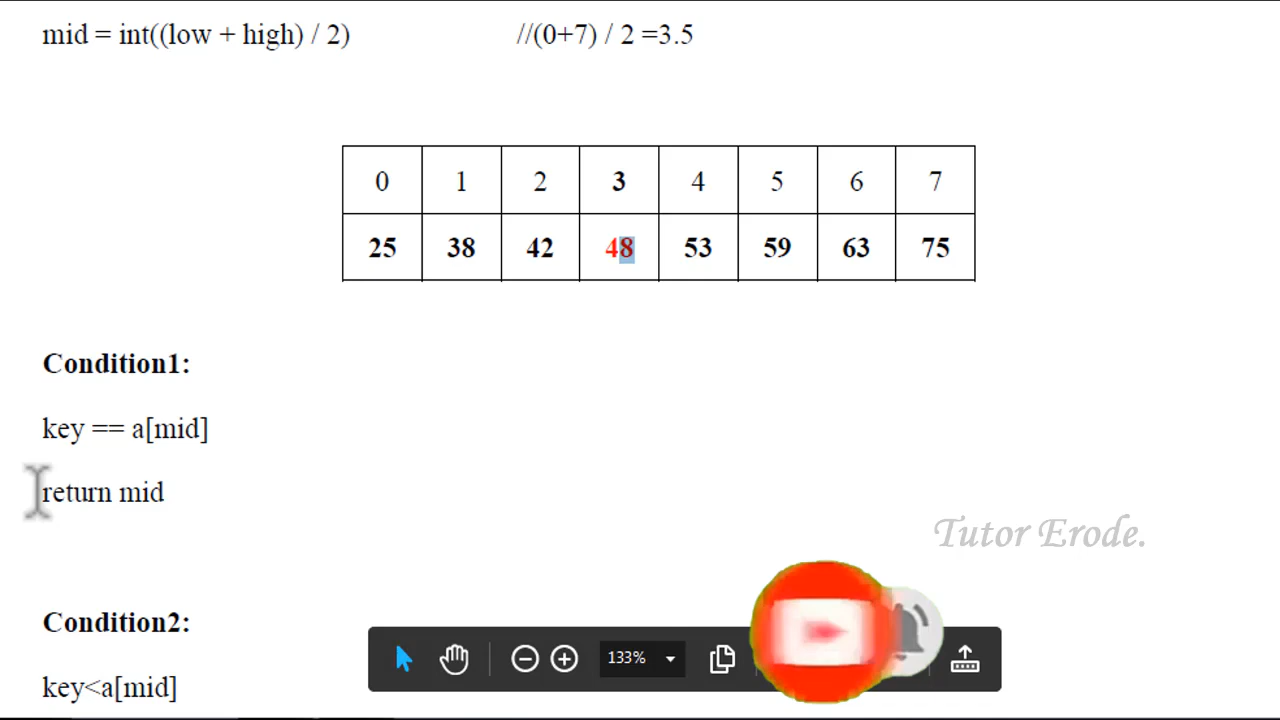 mid = int((low + high) / 2) //(0+7) / 2 =3.5
0 1 2 3 4 5 6 7
25 38 42 48 53 59 63 75
Condition1:
key == a[mid]
return mid
Tutor Erode.
Condition2:
133%
key<a[mid]